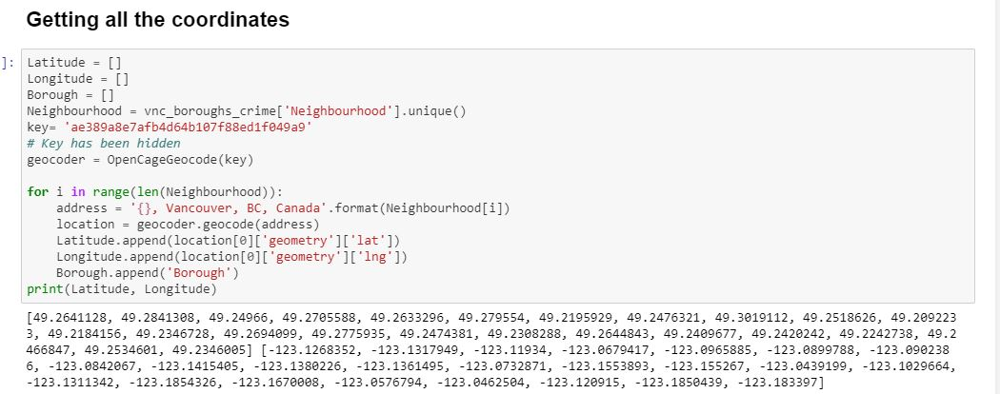 Getting all the coordinates
]: Latitude = []
Longitude = []
Borough = []
Neighbourhood = vnc_boroughs_crime['Neighbourhood'].unique()
key= 'ae389a8e7afb4d64b107f88ed1f049a9'
# Key has been hidden
geocoder = OpenCageGeocode(key)
for i in range(len(Neighbourhood)):
    address = '{}, Vancouver, BC, Canada'.format(Neighbourhood[i])
    location = geocoder.geocode(address)
    Latitude.append(location[0]['geometry']['lat'])
    Longitude.append(location[0]['geometry']['lng'])
    Borough.append('Borough')
print(Latitude, Longitude)
[49.2641128, 49.2841308, 49.24966, 49.2705588, 49.2633296, 49.279554, 49.2195929, 49.2476321, 49.3019112, 49.2518626, 49.209223
3, 49.2184156, 49.2346728, 49.2694099, 49.2775935, 49.2474381, 49.2308288, 49.2644843, 49.2409677, 49.2420242, 49.2242738, 49.2
466847, 49.2534601, 49.2346005] [-123.1268352, -123.1317949, -123.11934, -123.0679417, -123.0965885, -123.0899788, -123.090238
6, -123.0842067, -123.1415405, -123.1380226, -123.1361495, -123.0732871, -123.1553893, -123.155267, -123.0439199, -123.1029664,
-123.1311342, -123.1854326, -123.1670008, -123.0576794, -123.0462504, -123.120915, -123.1850439, -123.183397]